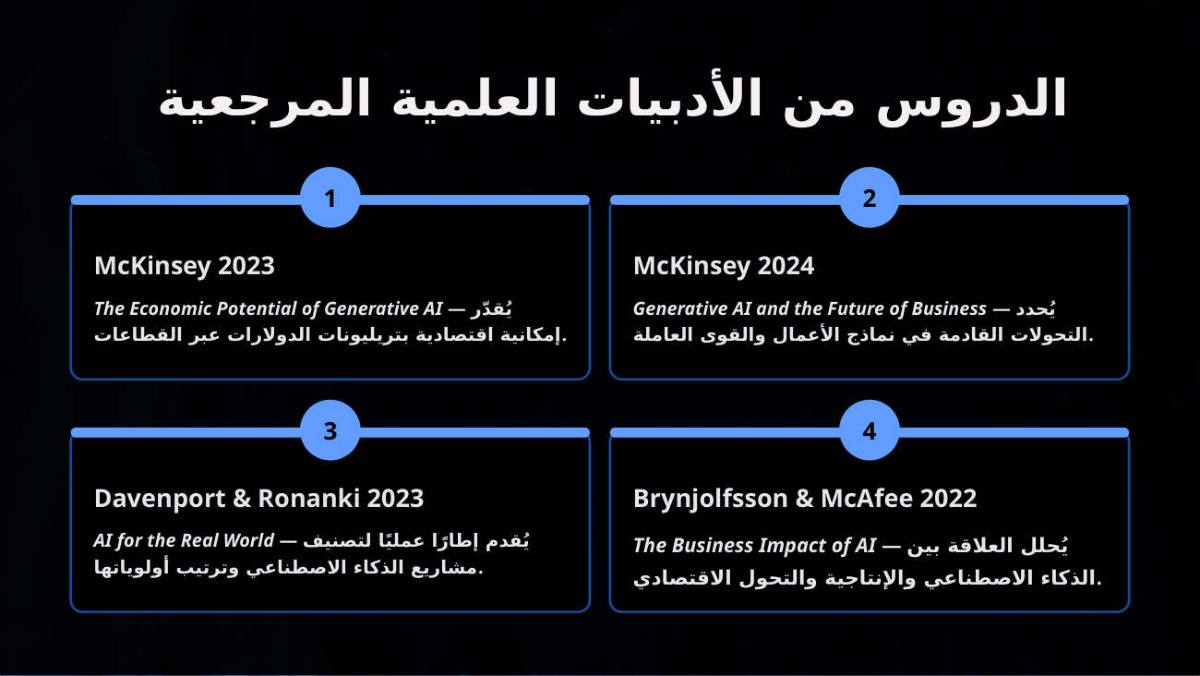 الدروس من الأدبيات العلمية المرجعية
1
McKinsey 2023
The Economic Potential of Generative AI — يُقدّر
إمكانية اقتصادية بتريليونات الدولارات عبر القطاعات.
2
McKinsey 2024
Generative AI and the Future of Business — يُحدد
التحولات القادمة في نماذج الأعمال والقوى العاملة.
3
Davenport & Ronanki 2023
AI for the Real World — يُقدم إطارًا عمليًا لتصنيف
مشاريع الذكاء الاصطناعي وترتيب أولوياتها.
4
Brynjolfsson & McAfee 2022
The Business Impact of AI — يُحلل العلاقة بين
الذكاء الاصطناعي والإنتاجية والتحول الاقتصادي.